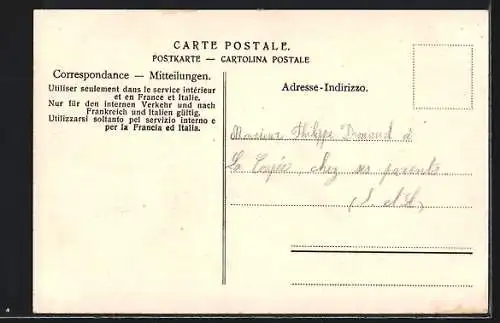 CARTE POSTALE.
POSTKARTE — CARTOLINA POSTALE
Correspondance — Mitteilungen.
Utiliser seulement dans le service intérieur
et en France et Italie.
Nur für den internen Verkehr und nach
Frankreich und Italien gültig.
Utilizzarsi soltanto pel servizio interno e
per la Francia ed Italia.
Adresse-Indirizzo.
Monsieur Philippe à
La chez ses parents